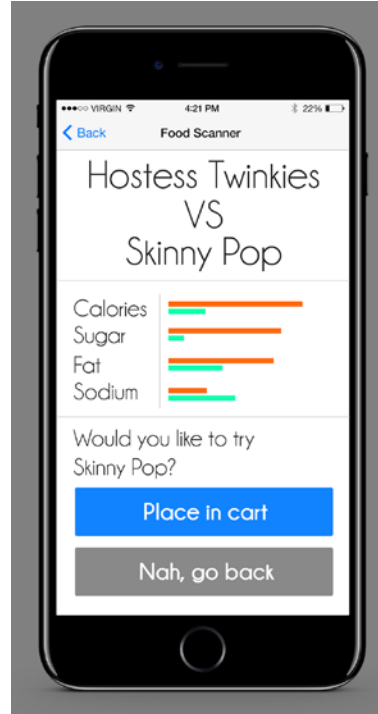 VIRGIN 4:21 PM 22%
Back Food Scanner
Hostess Twinkies
VS
Skinny Pop
Calories
Sugar
Fat
Sodium
Would you like to try
Skinny Pop?
Place in cart
Nah, go back